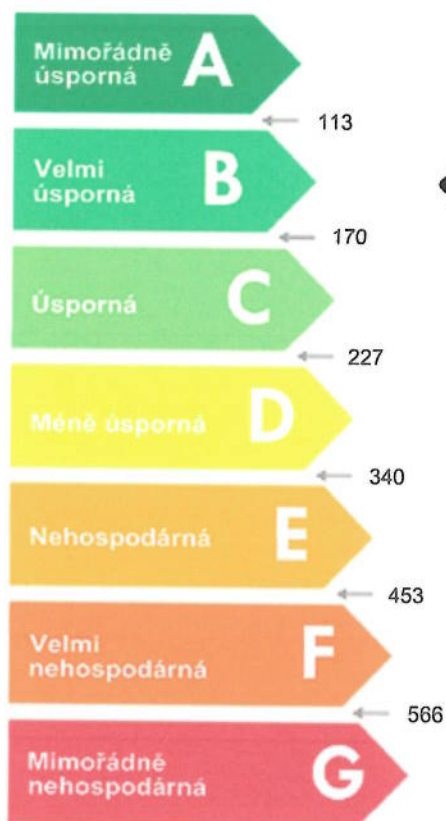 Mimořádně
úsporná
A
113
Velmi
úsporná
B
170
Úsporná
C
227
Méně úsporná
D
340
Nehospodárná
E
453
Velmi
nehospodárná
F
566
Mimořádně
nehospodárná
G